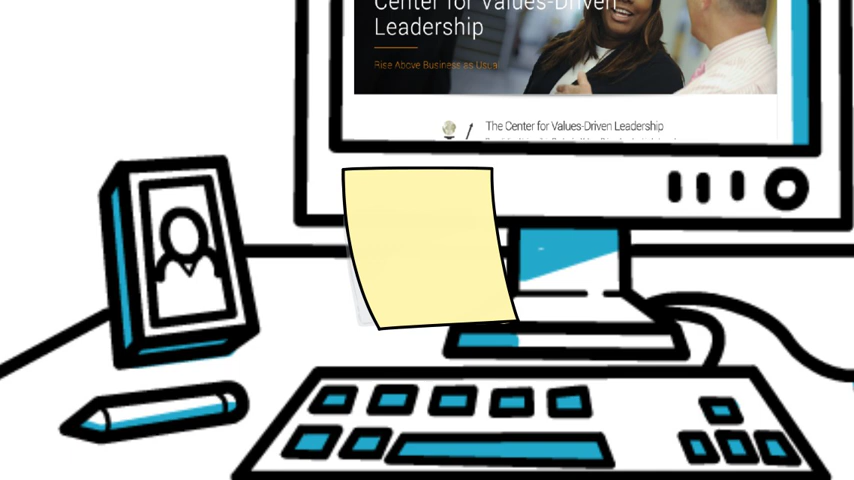 Center for Values-Driven
Leadership
Rise Above Business as Usual
The Center for Values-Driven Leadership